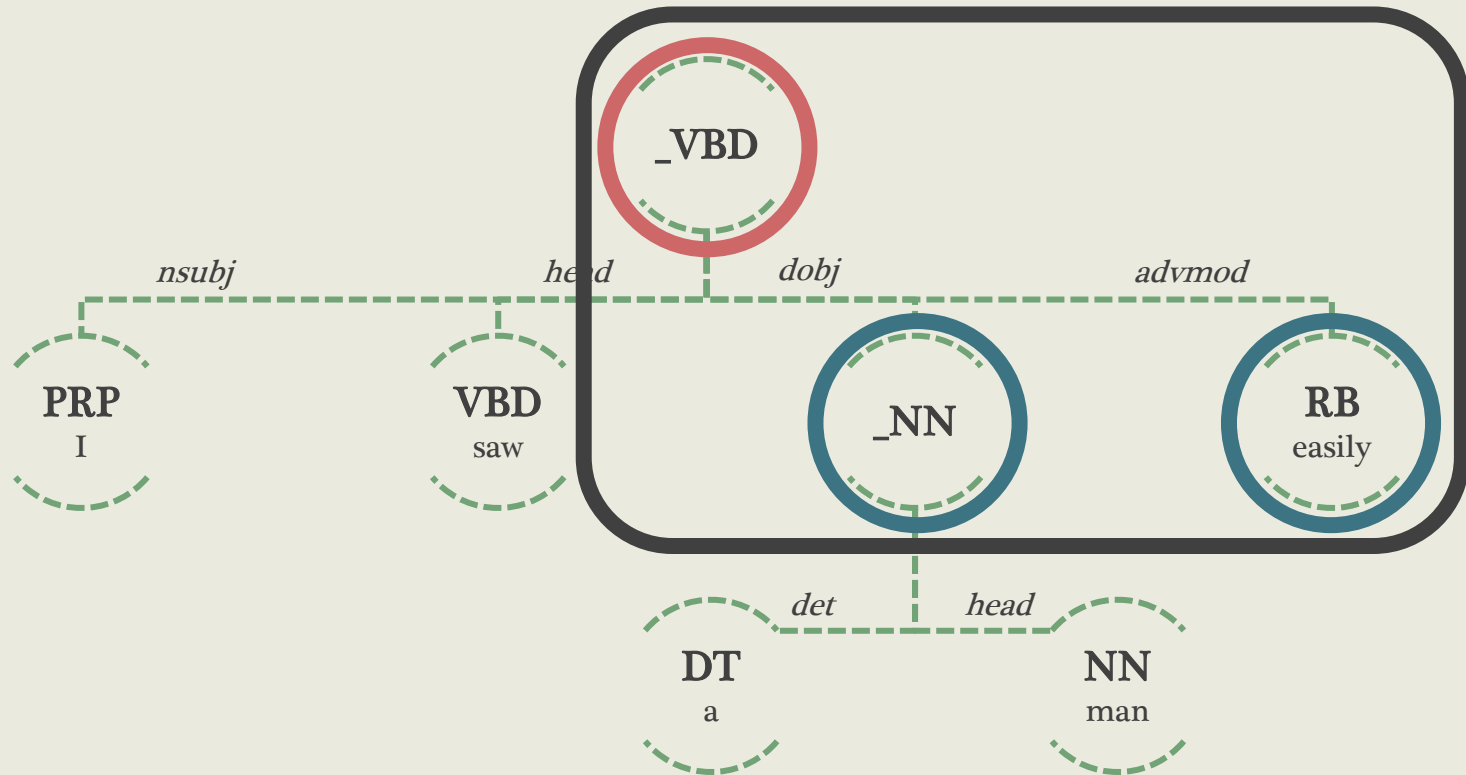 _VBD
nsubj head dobj advmod
PRP VBD _NN RB
I saw easily
det head
DT NN
a man